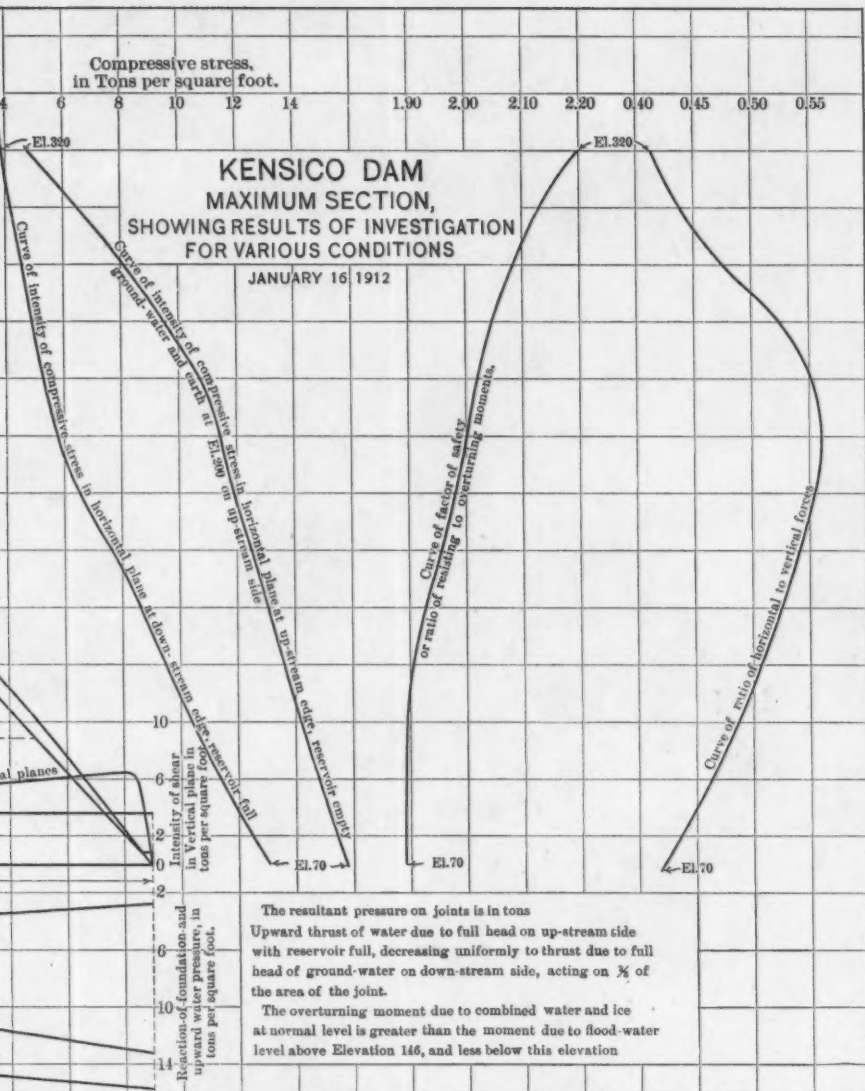 Compressive stress,
in Tons per square foot.
4 6 8 10 12 14 1.90 2.00 2.10 2.20 0.40 0.45 0.50 0.55
El.320
El.320
KENSICO DAM
MAXIMUM SECTION,
SHOWING RESULTS OF INVESTIGATION
FOR VARIOUS CONDITIONS
JANUARY 16 1912
Curve of intensity of compressive stress in horizontal plane at down-stream edge, reservoir full
Curve of intensity of compressive stress in horizontal plane at up-stream edge, reservoir empty
ground-water and earth at El.200 on up-stream side
Curve of factor of safety
or ratio of resisting to overturning moments.
Curve of ratio of horizontal to vertical forces
al planes
10
6
2
0
2
6
10
14
Intensity of shear
in Vertical plane in
tons per square foot
Reaction of foundation and
upward water pressure, in
tons per square foot.
El.70
El.70
El.70
The resultant pressure on joints is in tons
Upward thrust of water due to full head on up-stream side
with reservoir full, decreasing uniformly to thrust due to full
head of ground-water on down-stream side, acting on of
the area of the joint.
The overturning moment due to combined water and ice
at normal level is greater than the moment due to flood-water
level above Elevation 146, and less below this elevation